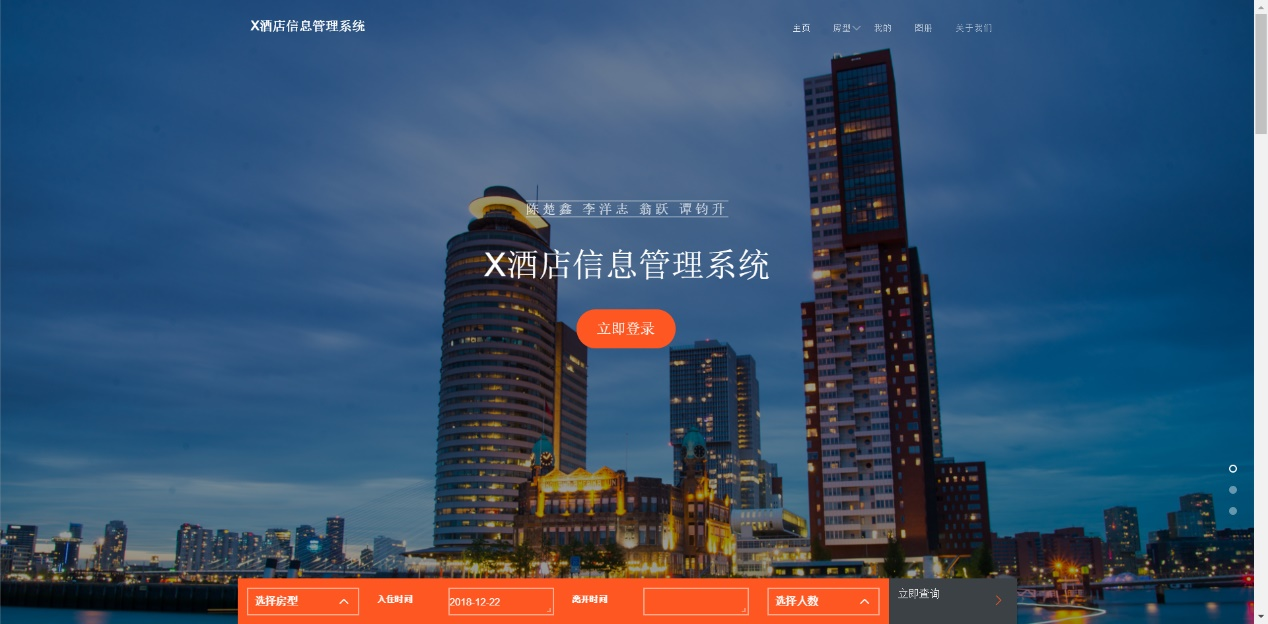 X酒店信息管理系统
主页 房型 我的 图册 关于我们
陈楚鑫 李洋志 翁跃 谭钧升
X酒店信息管理系统
立即登录
选择房型 入住时间 2018-12-22 离开时间 选择人数 立即查询